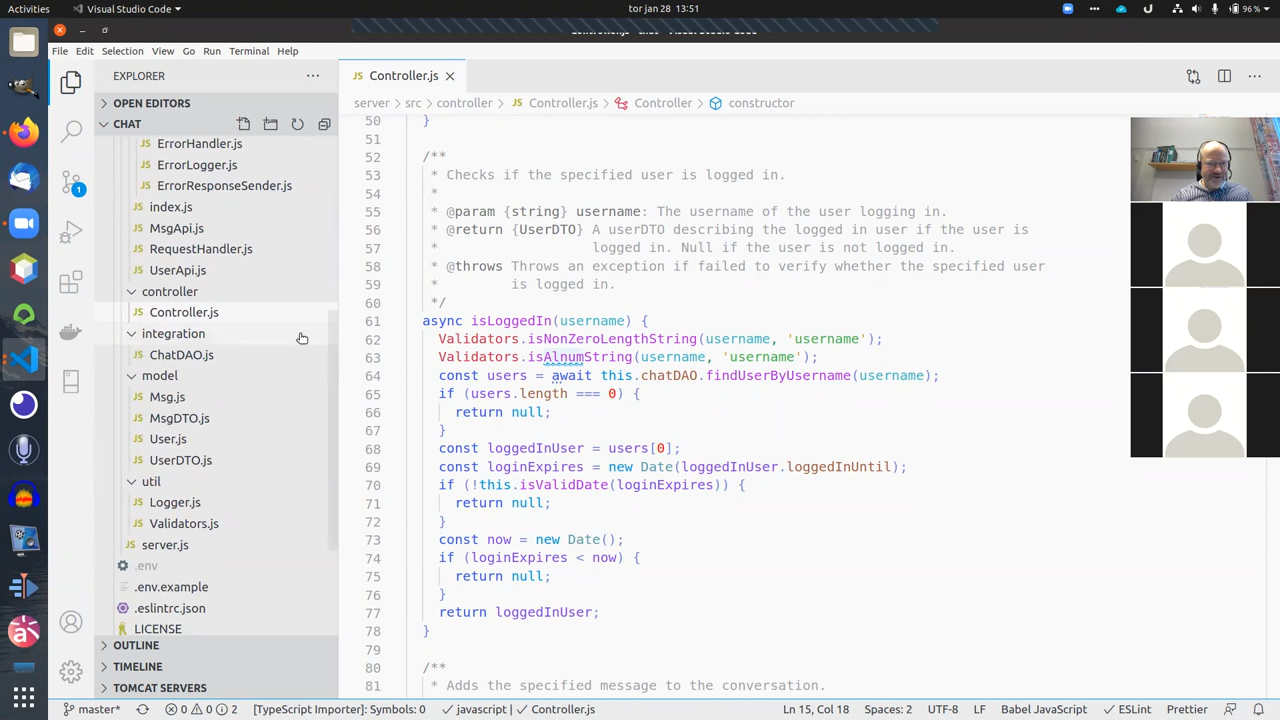 Activities
Visual Studio Code
tor jan 28 13:51
96 %
File Edit Selection View Go Run Terminal Help
EXPLORER
Controller.js
OPEN EDITORS
server > src > controller > Controller.js > Controller > constructor
CHAT
ErrorHandler.js
ErrorLogger.js
ErrorResponseSender.js
index.js
MsgApi.js
RequestHandler.js
UserApi.js
controller
Controller.js
integration
ChatDAO.js
model
Msg.js
MsgDTO.js
User.js
UserDTO.js
util
Logger.js
Validators.js
server.js
.env
.env.example
.eslintrc.json
LICENSE
OUTLINE
TIMELINE
TOMCAT SERVERS
1
50 }
51
52 /**
53 * Checks if the specified user is logged in.
54 *
55 * @param {string} username: The username of the user logging in.
56 * @return {UserDTO} A userDTO describing the logged in user if the user is
57 * logged in. Null if the user is not logged in.
58 * @throws Throws an exception if failed to verify whether the specified user
59 * is logged in.
60 */
61 async isLoggedIn(username) {
62 Validators.isNonZeroLengthString(username, 'username');
63 Validators.isAlnumString(username, 'username');
64 const users = await this.chatDAO.findUserByUsername(username);
65 if (users.length === 0) {
66 return null;
67 }
68 const loggedInUser = users[0];
69 const loginExpires = new Date(loggedInUser.loggedInUntil);
70 if (!this.isValidDate(loginExpires)) {
71 return null;
72 }
73 const now = new Date();
74 if (loginExpires < now) {
75 return null;
76 }
77 return loggedInUser;
78 }
79
80 /**
81 * Adds the specified message to the conversation.
master* 0 0 2 [TypeScript Importer]: Symbols: 0 javascript | Controller.js Ln 15, Col 18 Spaces: 2 UTF-8 LF Babel JavaScript ESLint Prettier